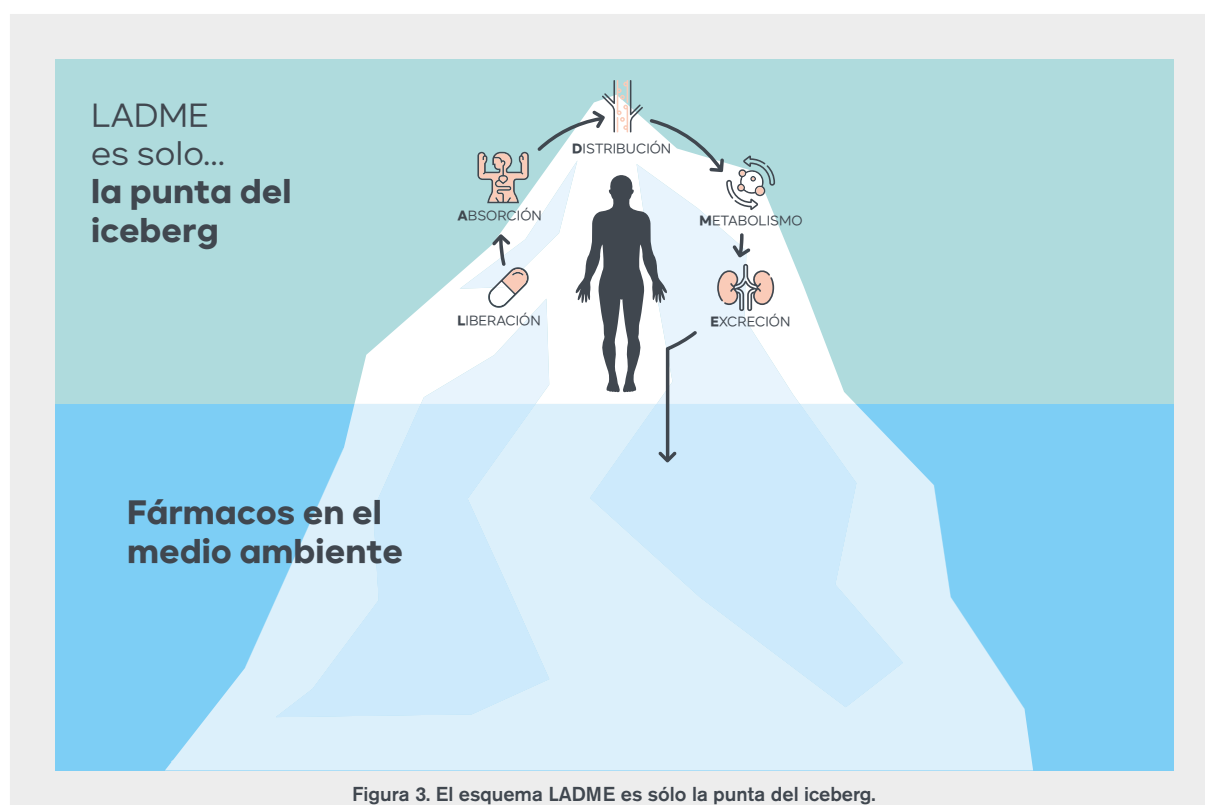 LADME
es solo...
la punta del
iceberg
LIBERACIÓN
ABSORCIÓN
DISTRIBUCIÓN
METABOLISMO
EXCRECIÓN
Fármacos en el
medio ambiente
Figura 3. El esquema LADME es sólo la punta del iceberg.